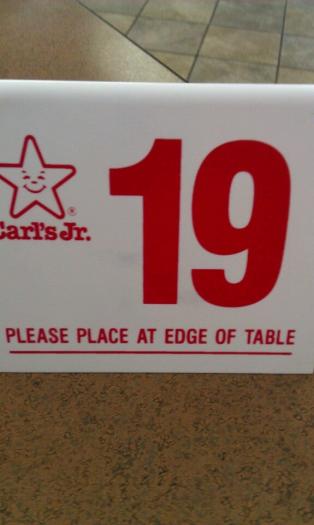 Carl's Jr. ®
19
PLEASE PLACE AT EDGE OF TABLE